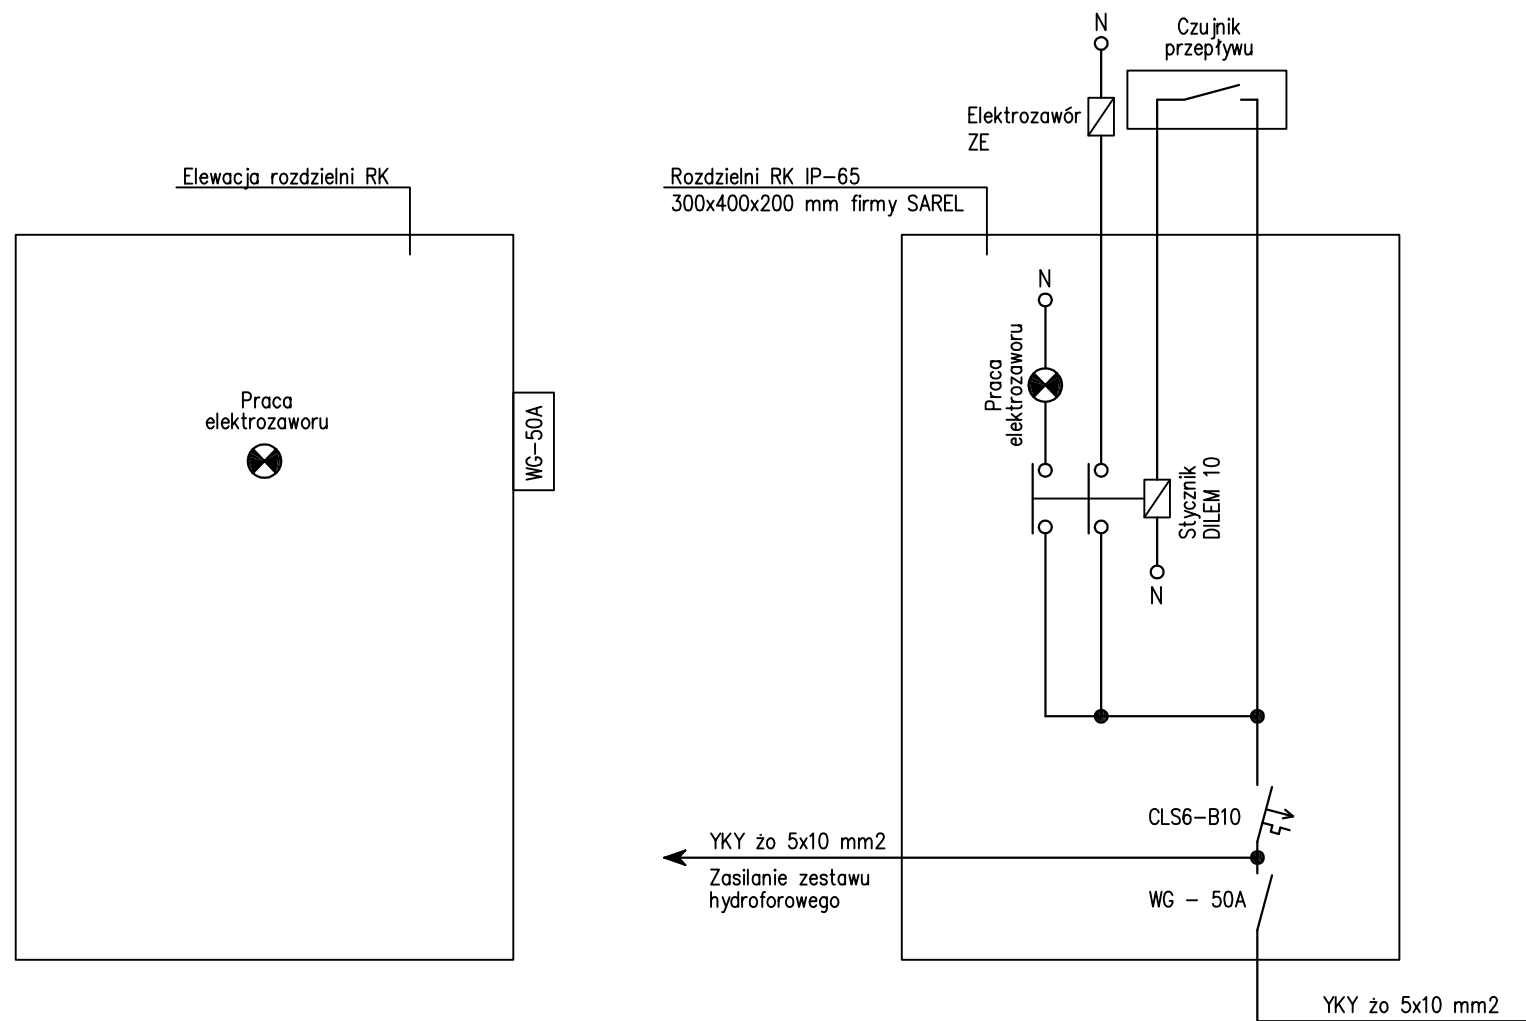 N
Czujnik
przepływu
Elektrozawór
ZE
Elewacja rozdzielni RK
Rozdzielni RK IP-65
300x400x200 mm firmy SAREL
N
Praca
elektrozaworu
Praca
elektrozaworu
WG-50A
Stycznik
DILEM 10
N
CLS6-B10
YKY żo 5x10 mm2
Zasilanie zestawu
hydroforowego
WG - 50A
YKY żo 5x10 mm2